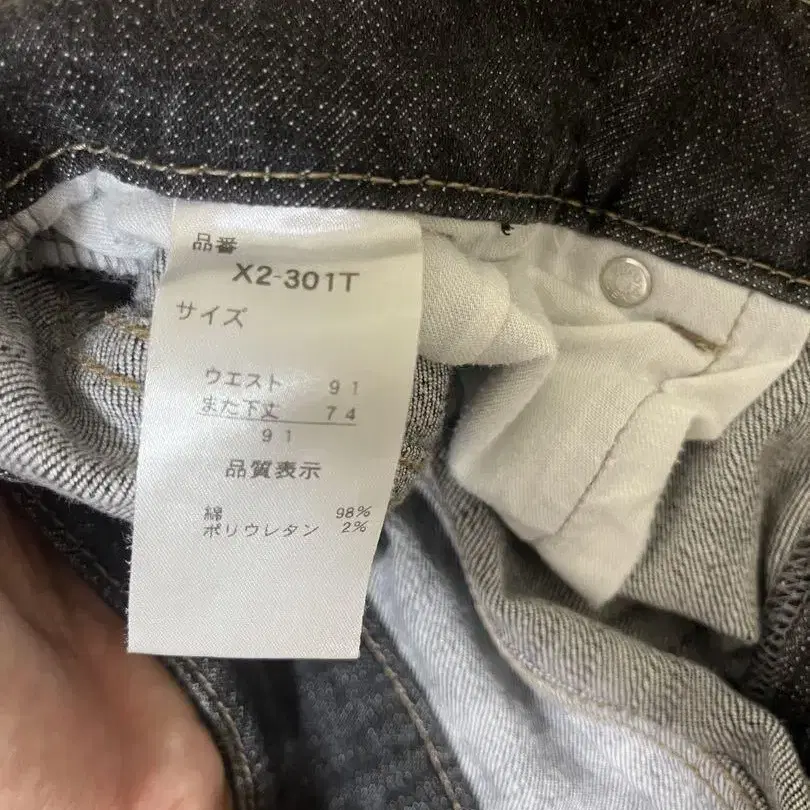 品番
X2-301T
サイズ
ウエスト 91
また下丈 74
91
品質表示
綿 98%
ポリウレタン 2%